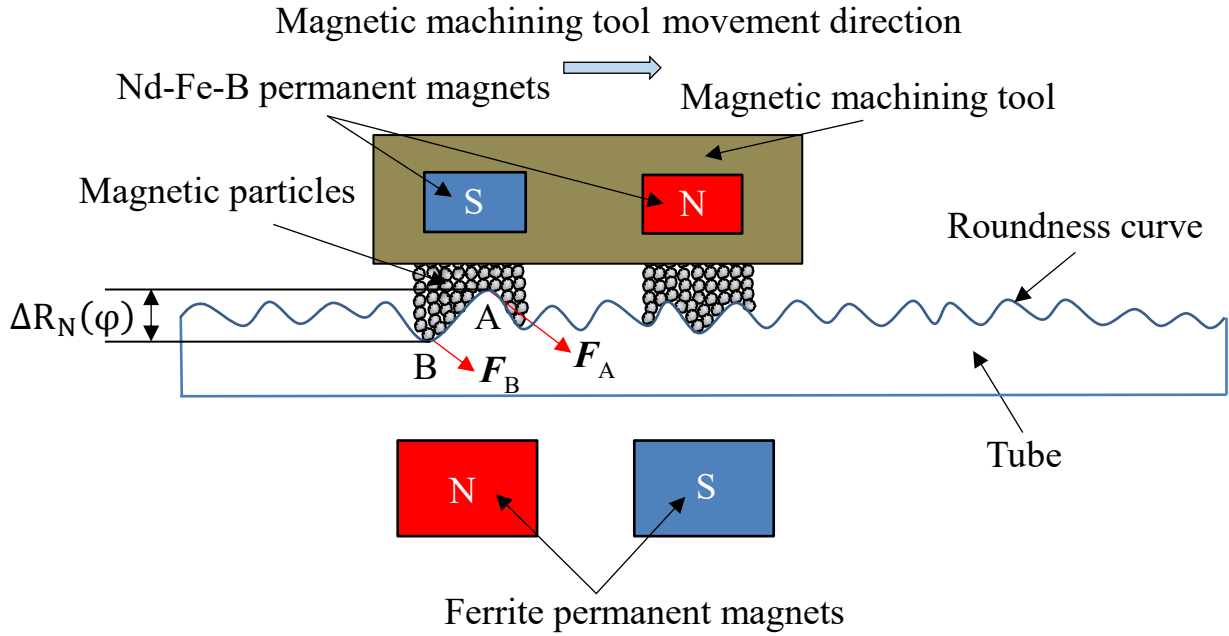 Magnetic machining tool movement direction
Nd-Fe-B permanent magnets
Magnetic machining tool
Magnetic particles
S
N
Roundness curve
ΔR_N(φ)
A
B
F_B
F_A
Tube
N
S
Ferrite permanent magnets